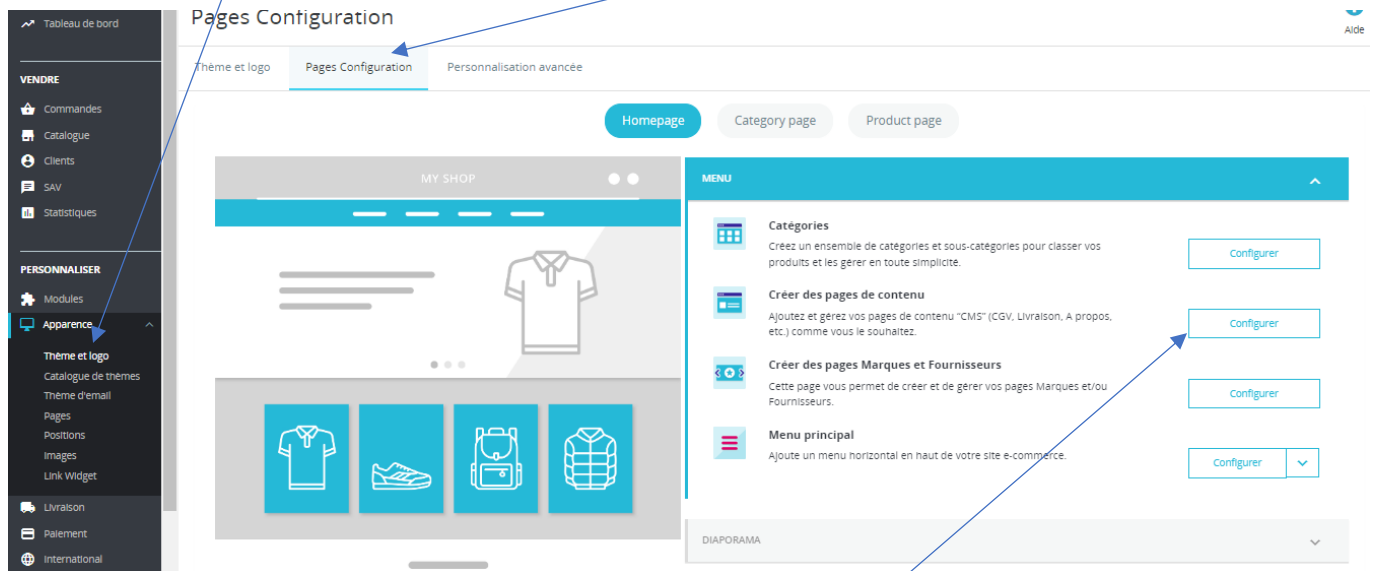 Tableau de bord
VENDRE
Commandes
Catalogue
Clients
SAV
Statistiques
PERSONNALISER
Modules
Apparence
Thème et logo
Catalogue de thèmes
Thème d'email
Pages
Positions
Images
Link Widget
Livraison
Paiement
International
Pages Configuration
Aide
Thème et logo
Pages Configuration
Personnalisation avancée
Homepage
Category page
Product page
MY SHOP
MENU
Catégories
Créez un ensemble de catégories et sous-catégories pour classer vos
produits et les gérer en toute simplicité.
Configurer
Créer des pages de contenu
Ajoutez et gérez vos pages de contenu "CMS" (CGV, Livraison, A propos,
etc.) comme vous le souhaitez.
Configurer
Créer des pages Marques et Fournisseurs
Cette page vous permet de créer et de gérer vos pages Marques et/ou
Fournisseurs.
Configurer
Menu principal
Ajoute un menu horizontal en haut de votre site e-commerce.
Configurer
DIAPORAMA